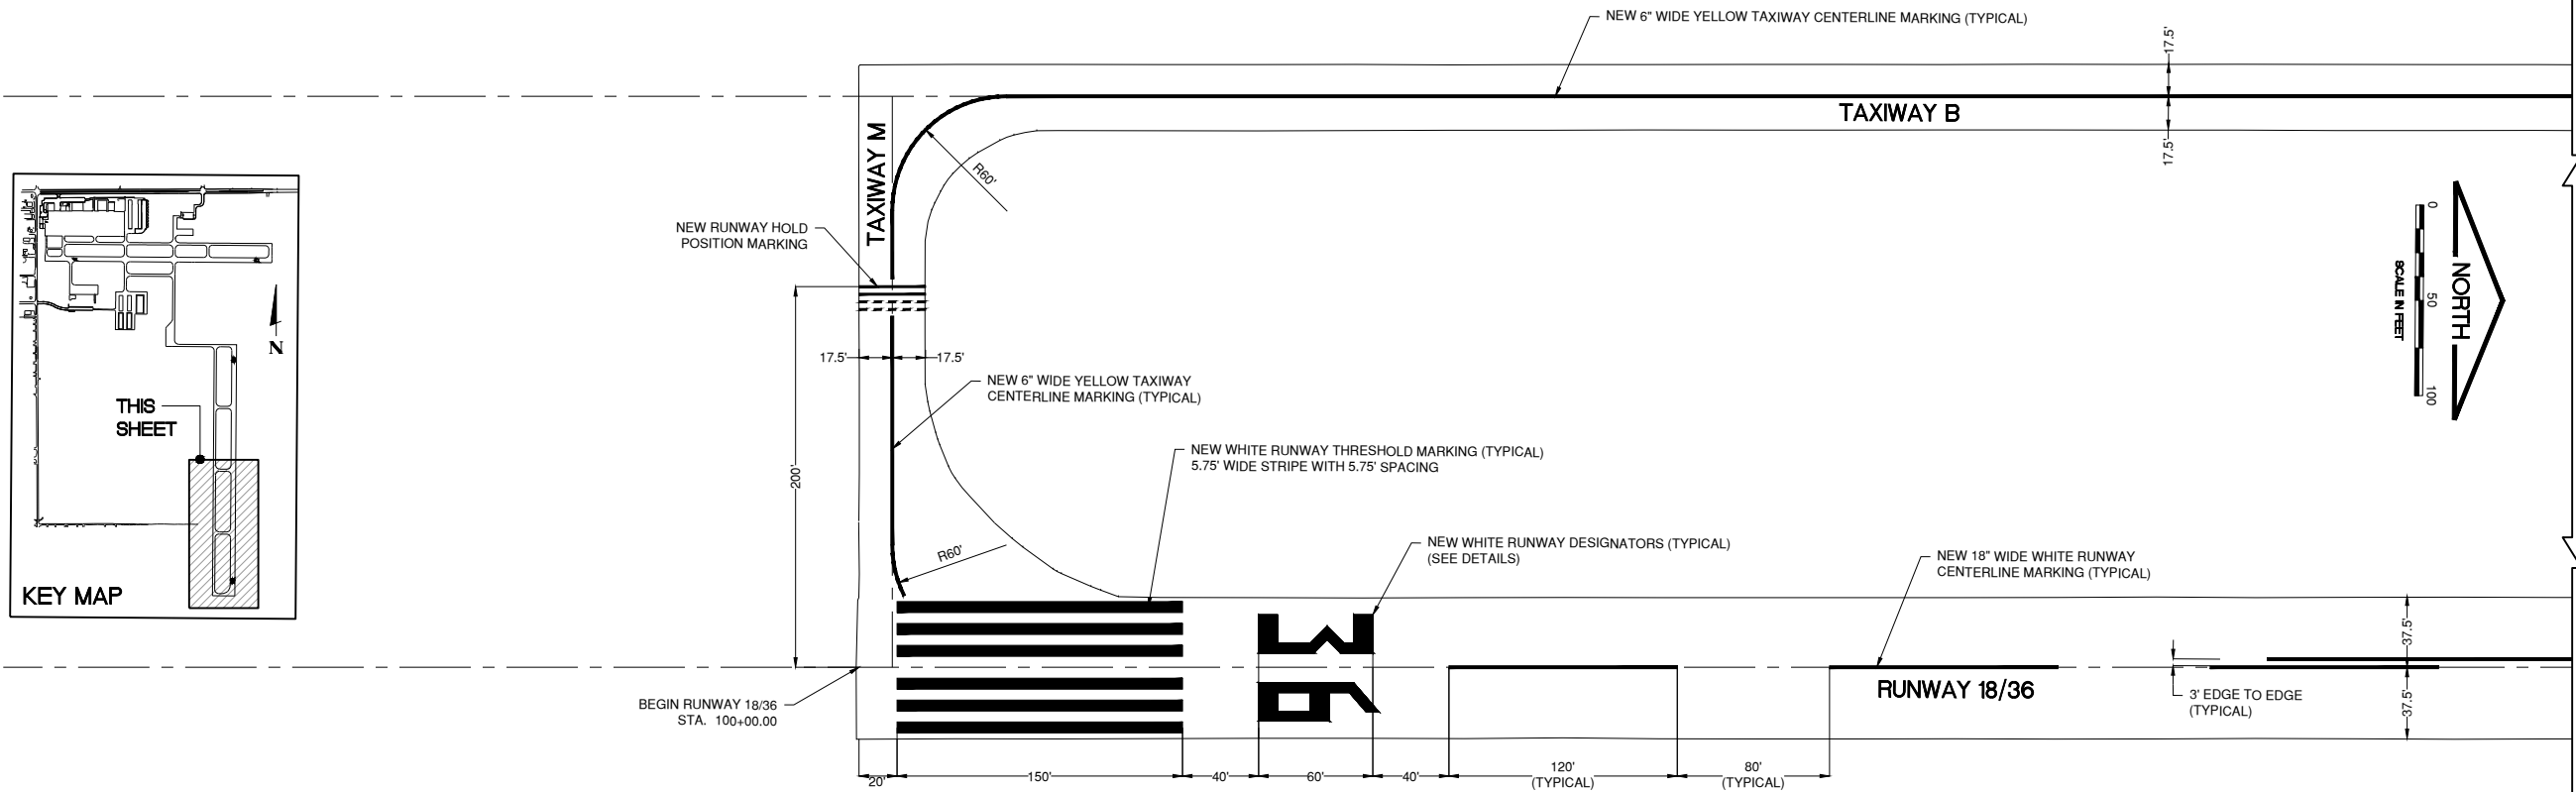 NEW 6" WIDE YELLOW TAXIWAY CENTERLINE MARKING (TYPICAL)
17.5'
TAXIWAY B
17.5'
TAXIWAY M
R60'
NEW RUNWAY HOLD
POSITION MARKING
0
50
100
SCALE IN FEET
NORTH
N
THIS
SHEET
KEY MAP
17.5'
17.5'
NEW 6" WIDE YELLOW TAXIWAY
CENTERLINE MARKING (TYPICAL)
200'
NEW WHITE RUNWAY THRESHOLD MARKING (TYPICAL)
5.75' WIDE STRIPE WITH 5.75' SPACING
R60'
NEW WHITE RUNWAY DESIGNATORS (TYPICAL)
(SEE DETAILS)
NEW 18" WIDE WHITE RUNWAY
CENTERLINE MARKING (TYPICAL)
37.5'
36
RUNWAY 18/36
37.5'
3' EDGE TO EDGE
(TYPICAL)
BEGIN RUNWAY 18/36
STA. 100+00.00
20'
150'
40'
60'
40'
120'
(TYPICAL)
80'
(TYPICAL)